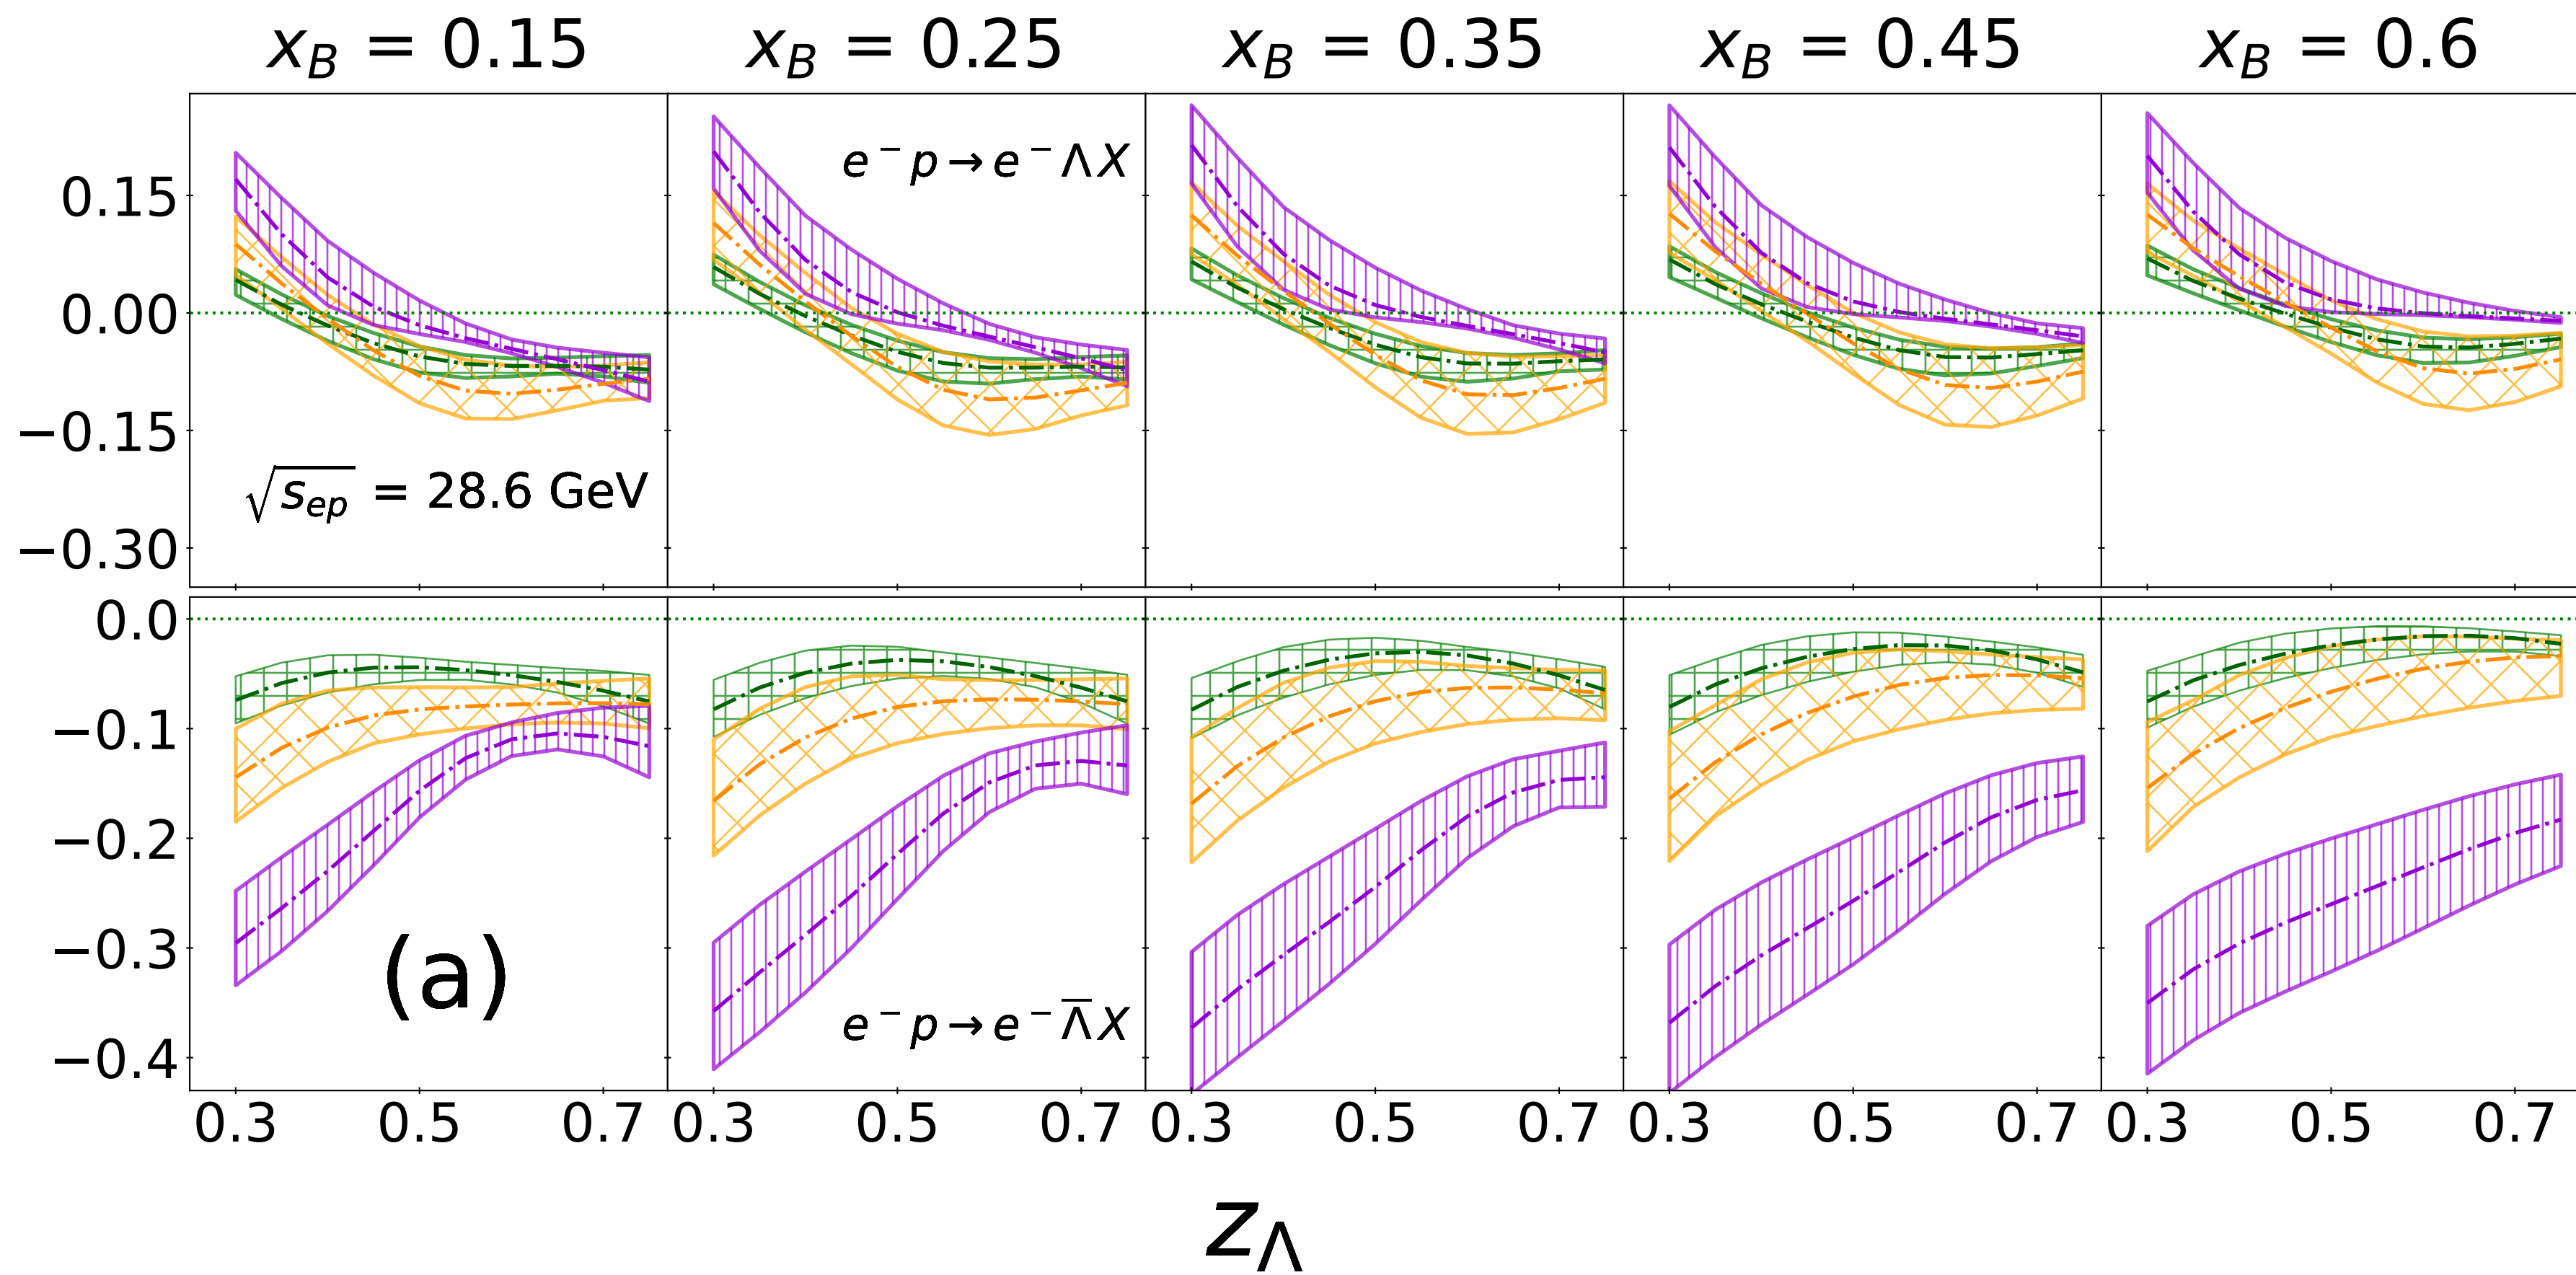 x_B = 0.15 x_B = 0.25 x_B = 0.35 x_B = 0.45 x_B = 0.6
0.15
0.00
−0.15
−0.30
e⁻p→e⁻ΛX
√s_ep = 28.6 GeV
0.0
−0.1
−0.2
−0.3
−0.4
(a)
e⁻p→e⁻Λ̅X
0.3 0.5 0.7 0.3 0.5 0.7 0.3 0.5 0.7 0.3 0.5 0.7 0.3 0.5 0.7
z_Λ